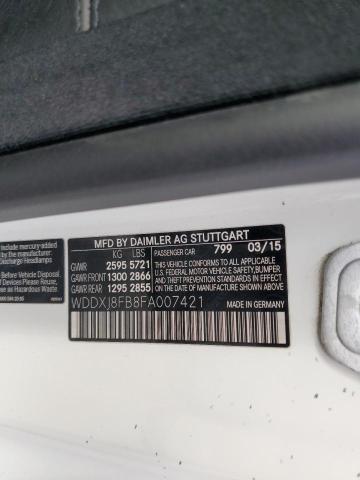 include mercury-added
by the manufacturer:
Discharge Headlamps
Before Vehicle Disposal,
Please Reuse,
as Hazardous Waste
MFD BY DAIMLER AG STUTTGART
KG LBS PASSENGER CAR 799 03/15
GVWR 2595 5721
GAWR FRONT 1300 2866
GAWR REAR 1295 2855
THIS VEHICLE CONFORMS TO ALL APPLICABLE
U.S. FEDERAL MOTOR VEHICLE SAFETY, BUMPER
AND THEFT PREVENTION STANDARDS IN EFFECT
ON THE DATE OF MANUFACTURE SHOWN ABOVE.
WDDXJ8FB8FA007421
MADE IN GERMANY